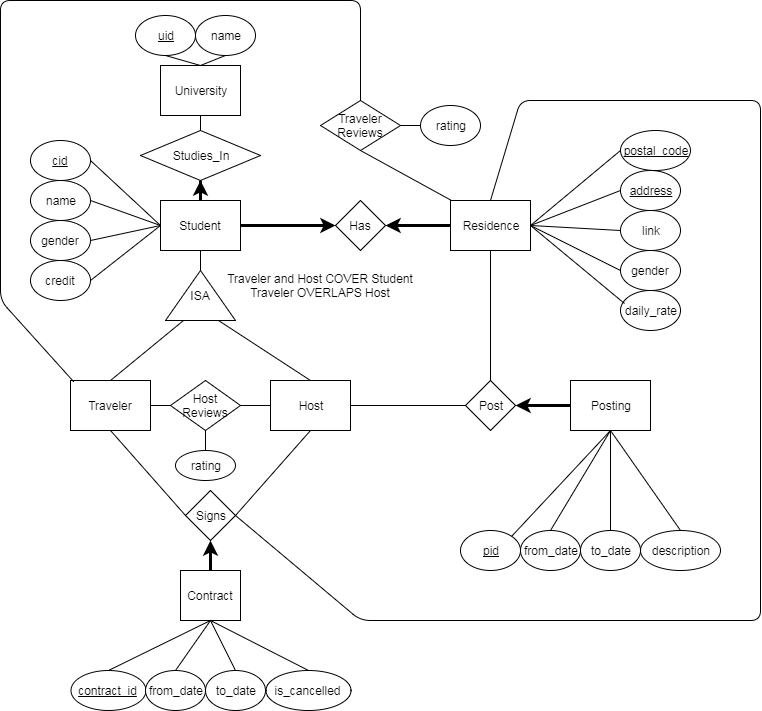 uid
name
University
Traveler
Reviews
rating
Studies_In
cid
name
gender
credit
Student
Has
Residence
postal_code
address
link
gender
daily_rate
ISA
Traveler and Host COVER Student
Traveler OVERLAPS Host
Traveler
Host
Reviews
Host
Post
Posting
rating
Signs
pid
from_date
to_date
description
Contract
contract_id
from_date
to_date
is_cancelled